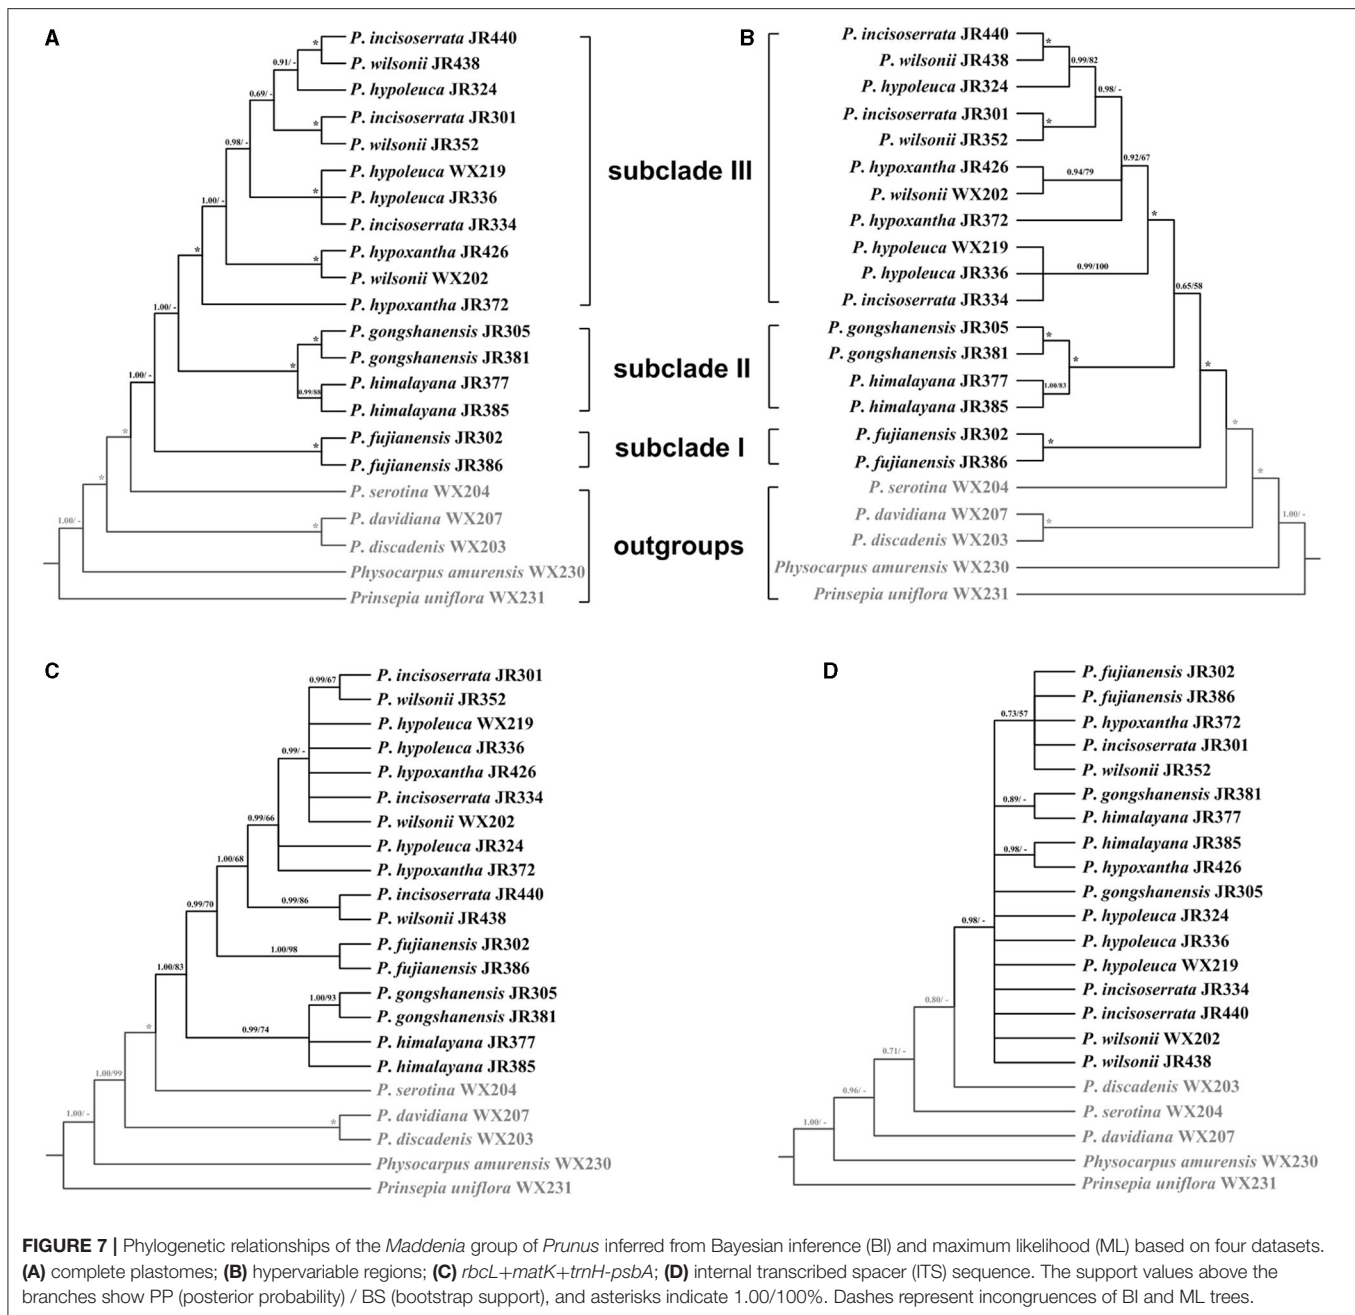 A
P. incisoserrata JR440
P. wilsonii JR438
P. hypoleuca JR324
P. incisoserrata JR301
P. wilsonii JR352
P. hypoleuca WX219
P. hypoleuca JR336
P. incisoserrata JR334
P. hypoxantha JR426
P. wilsonii WX202
P. hypoxantha JR372
P. gongshanensis JR305
P. gongshanensis JR381
P. himalayana JR377
P. himalayana JR385
P. fujianensis JR302
P. fujianensis JR386
P. serotina WX204
P. davidiana WX207
P. discadenis WX203
Physocarpus amurensis WX230
Prinsepia uniflora WX231
*
0.91/ -
0.69/ -
*
0.98/ -
*
1.00/ -
*
*
1.00/ -
*
*
0.99/88
1.00/ -
*
*
*
*
1.00/ -
subclade III
subclade II
subclade I
outgroups
B
P. incisoserrata JR440
P. wilsonii JR438
P. hypoleuca JR324
P. incisoserrata JR301
P. wilsonii JR352
P. hypoxantha JR426
P. wilsonii WX202
P. hypoxantha JR372
P. hypoleuca WX219
P. hypoleuca JR336
P. incisoserrata JR334
P. gongshanensis JR305
P. gongshanensis JR381
P. himalayana JR377
P. himalayana JR385
P. fujianensis JR302
P. fujianensis JR386
P. serotina WX204
P. davidiana WX207
P. discadenis WX203
Physocarpus amurensis WX230
Prinsepia uniflora WX231
*
0.99/82
0.98/ -
*
0.92/67
0.94/79
*
0.99/100
0.65/58
*
*
*
1.00/83
*
*
*
*
1.00/ -
C
P. incisoserrata JR301
P. wilsonii JR352
P. hypoleuca WX219
P. hypoleuca JR336
P. hypoxantha JR426
P. incisoserrata JR334
P. wilsonii WX202
P. hypoleuca JR324
P. hypoxantha JR372
P. incisoserrata JR440
P. wilsonii JR438
P. fujianensis JR302
P. fujianensis JR386
P. gongshanensis JR305
P. gongshanensis JR381
P. himalayana JR377
P. himalayana JR385
P. serotina WX204
P. davidiana WX207
P. discadenis WX203
Physocarpus amurensis WX230
Prinsepia uniflora WX231
0.99/67
0.99/ -
0.99/66
1.00/68
0.99/86
0.99/70
1.00/98
1.00/83
1.00/93
0.99/74
*
1.00/99
1.00/ -
*
D
P. fujianensis JR302
P. fujianensis JR386
P. hypoxantha JR372
P. incisoserrata JR301
P. wilsonii JR352
P. gongshanensis JR381
P. himalayana JR377
P. himalayana JR385
P. hypoxantha JR426
P. gongshanensis JR305
P. hypoleuca JR324
P. hypoleuca JR336
P. hypoleuca WX219
P. incisoserrata JR334
P. incisoserrata JR440
P. wilsonii WX202
P. wilsonii JR438
P. discadenis WX203
P. serotina WX204
P. davidiana WX207
Physocarpus amurensis WX230
Prinsepia uniflora WX231
0.73/57
0.89/ -
0.98/ -
0.98/ -
0.80/ -
0.71/ -
0.96/ -
1.00/ -
FIGURE 7 | Phylogenetic relationships of the Maddenia group of Prunus inferred from Bayesian inference (BI) and maximum likelihood (ML) based on four datasets.
(A) complete plastomes; (B) hypervariable regions; (C) rbcL+matK+trnH-psbA; (D) internal transcribed spacer (ITS) sequence. The support values above the
branches show PP (posterior probability) / BS (bootstrap support), and asterisks indicate 1.00/100%. Dashes represent incongruences of BI and ML trees.